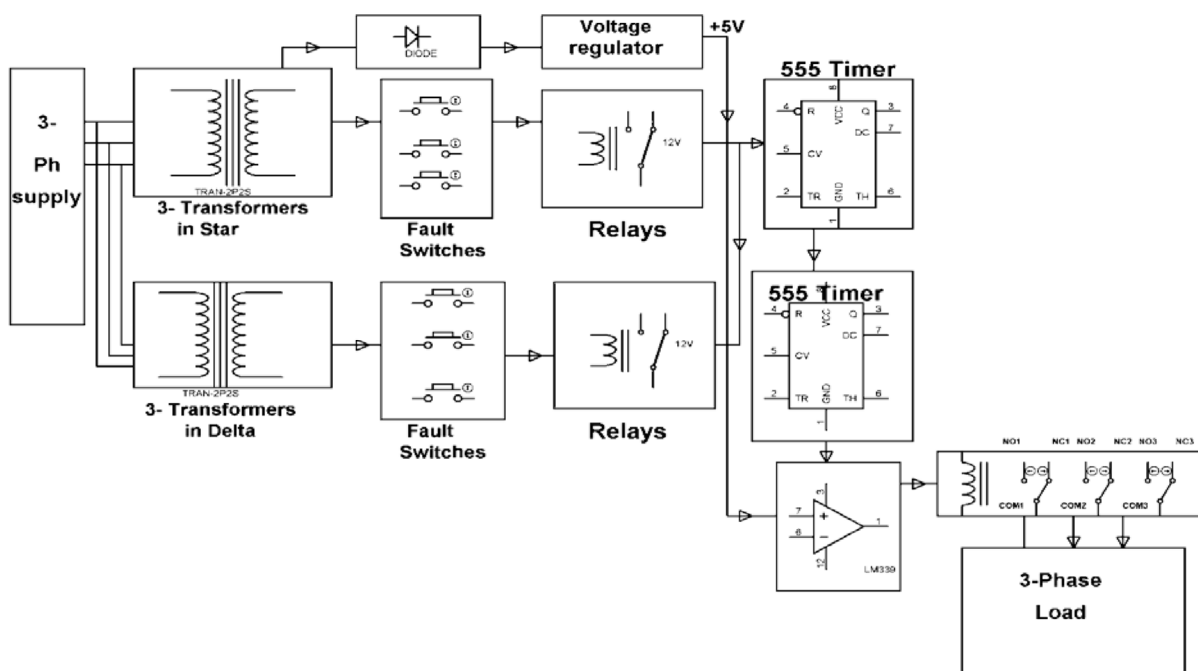 DIODE
Voltage
regulator
+5V
3-
Ph
supply
TRAN-2P2S
3- Transformers
in Star
Fault
Switches
12V
Relays
555 Timer
4
R
VCC
8
Q
3
DC
7
5
CV
2
TR
GND
1
TH
6
TRAN-2P2S
3- Transformers
in Delta
Fault
Switches
12V
Relays
555 Timer
4
R
VCC
8
Q
3
DC
7
5
CV
2
TR
GND
1
TH
6
3
7
+
6
−
1
12
LM339
NO1
NC1
NO2
NC2
NO3
NC3
COM1
COM2
COM3
3-Phase
Load